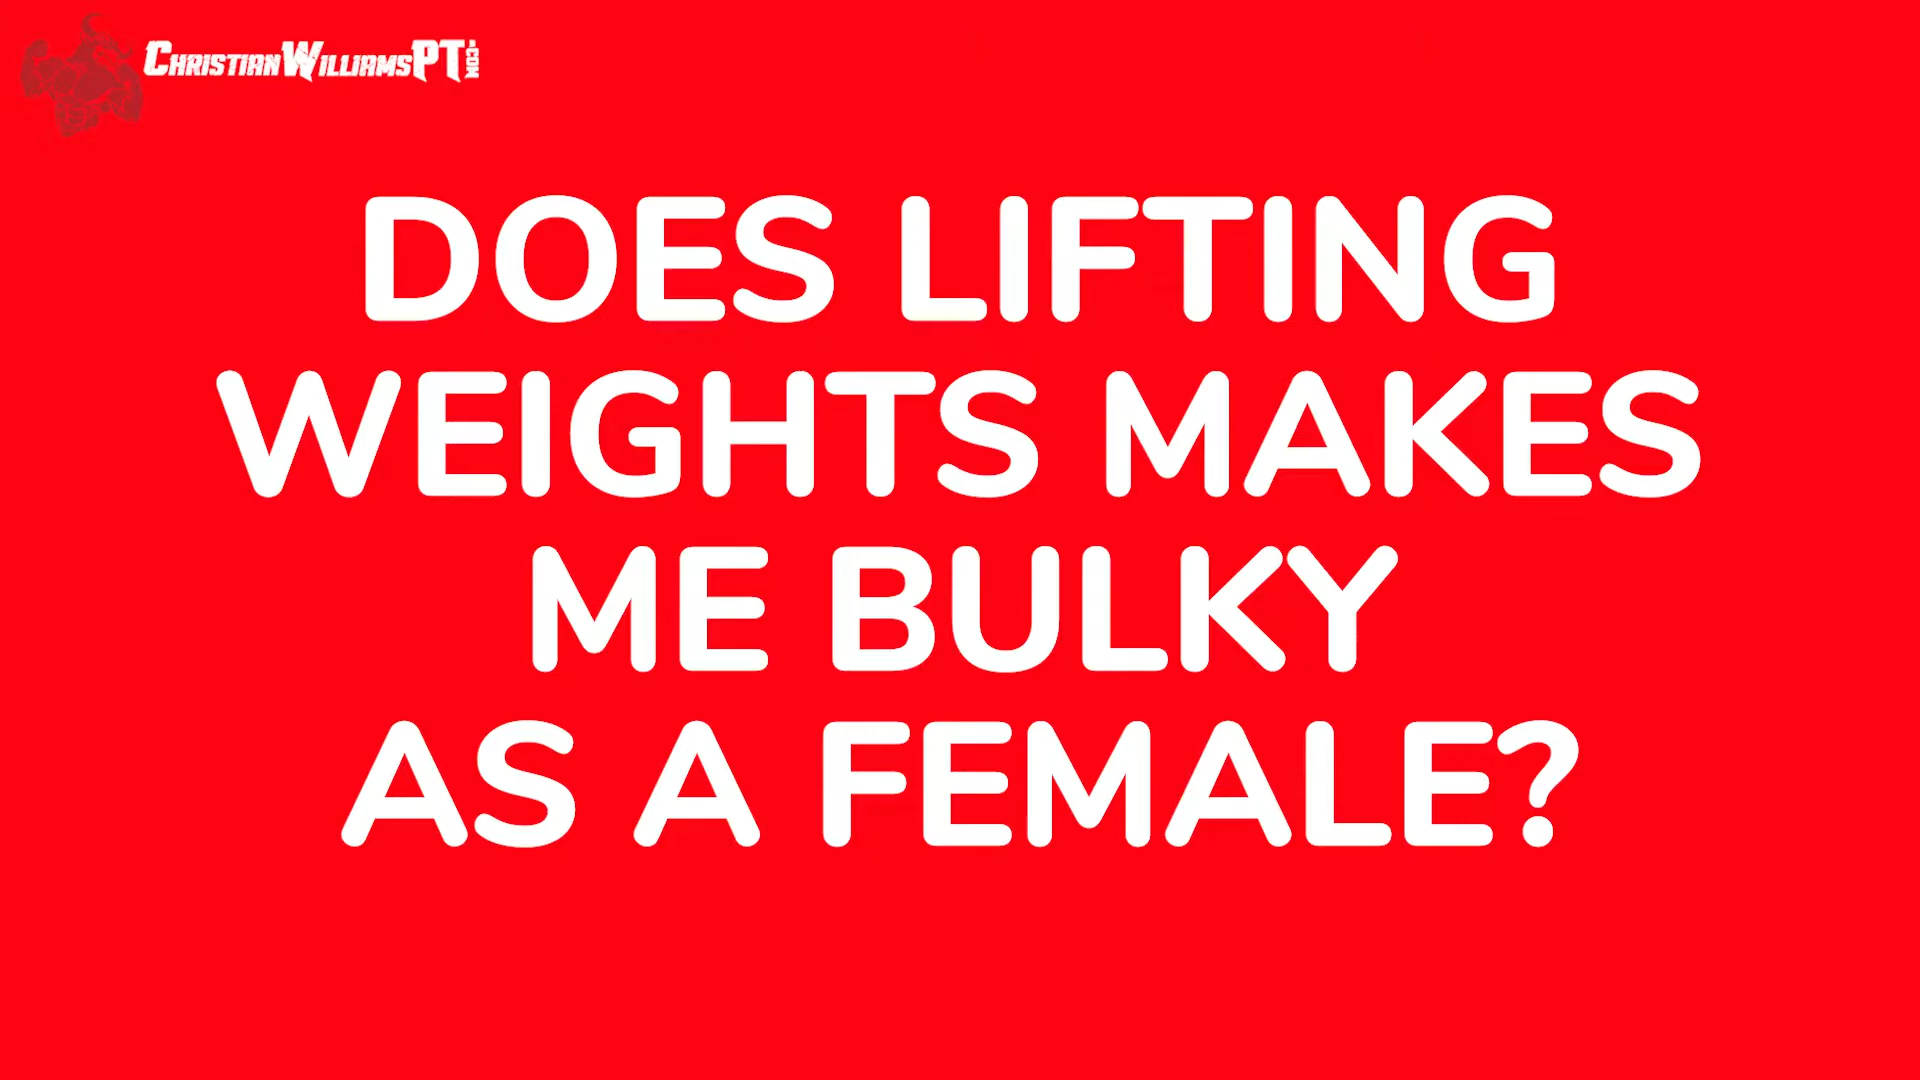 CHRISTIANWILLIAMSPT.COM
DOES LIFTING
WEIGHTS MAKES
ME BULKY
AS A FEMALE?